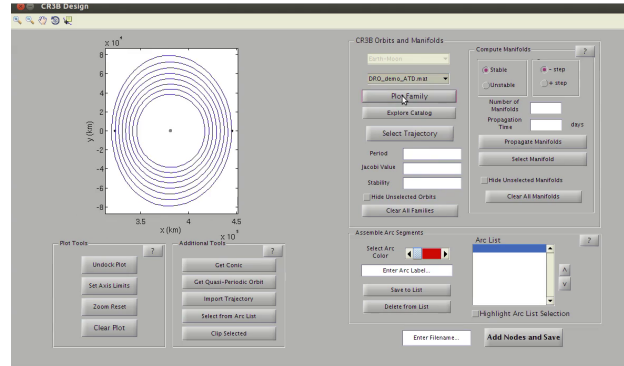 CR3B Design
x 10^4
8
6
4
2
0
-2
-4
-6
-8
y (km)
3.5
4
4.5
x (km)
x 10^5
CR3B Orbits and Manifolds
Earth-Moon
DRO_demo_ATD.mat
Plot Family
Explore Catalog
Select Trajectory
Period
Jacobi Value
Stability
Hide Unselected Orbits
Clear All Families
Compute Manifolds
?
Stable
Unstable
- step
+ step
Number of
Manifolds
Propagation
Time
days
Propagate Manifolds
Select Manifold
Hide Unselected Manifolds
Clear All Manifolds
Plot Tools
?
Undock Plot
Set Axis Limits
Zoom Reset
Clear Plot
Additional Tools
?
Get Conic
Get Quasi-Periodic Orbit
Import Trajectory
Select from Arc List
Clip Selected
Assemble Arc Segments
Select Arc
Color
Enter Arc Label...
Save to List
Delete from List
Arc List
?
Λ
V
Highlight Arc List Selection
Enter Filename...
Add Nodes and Save